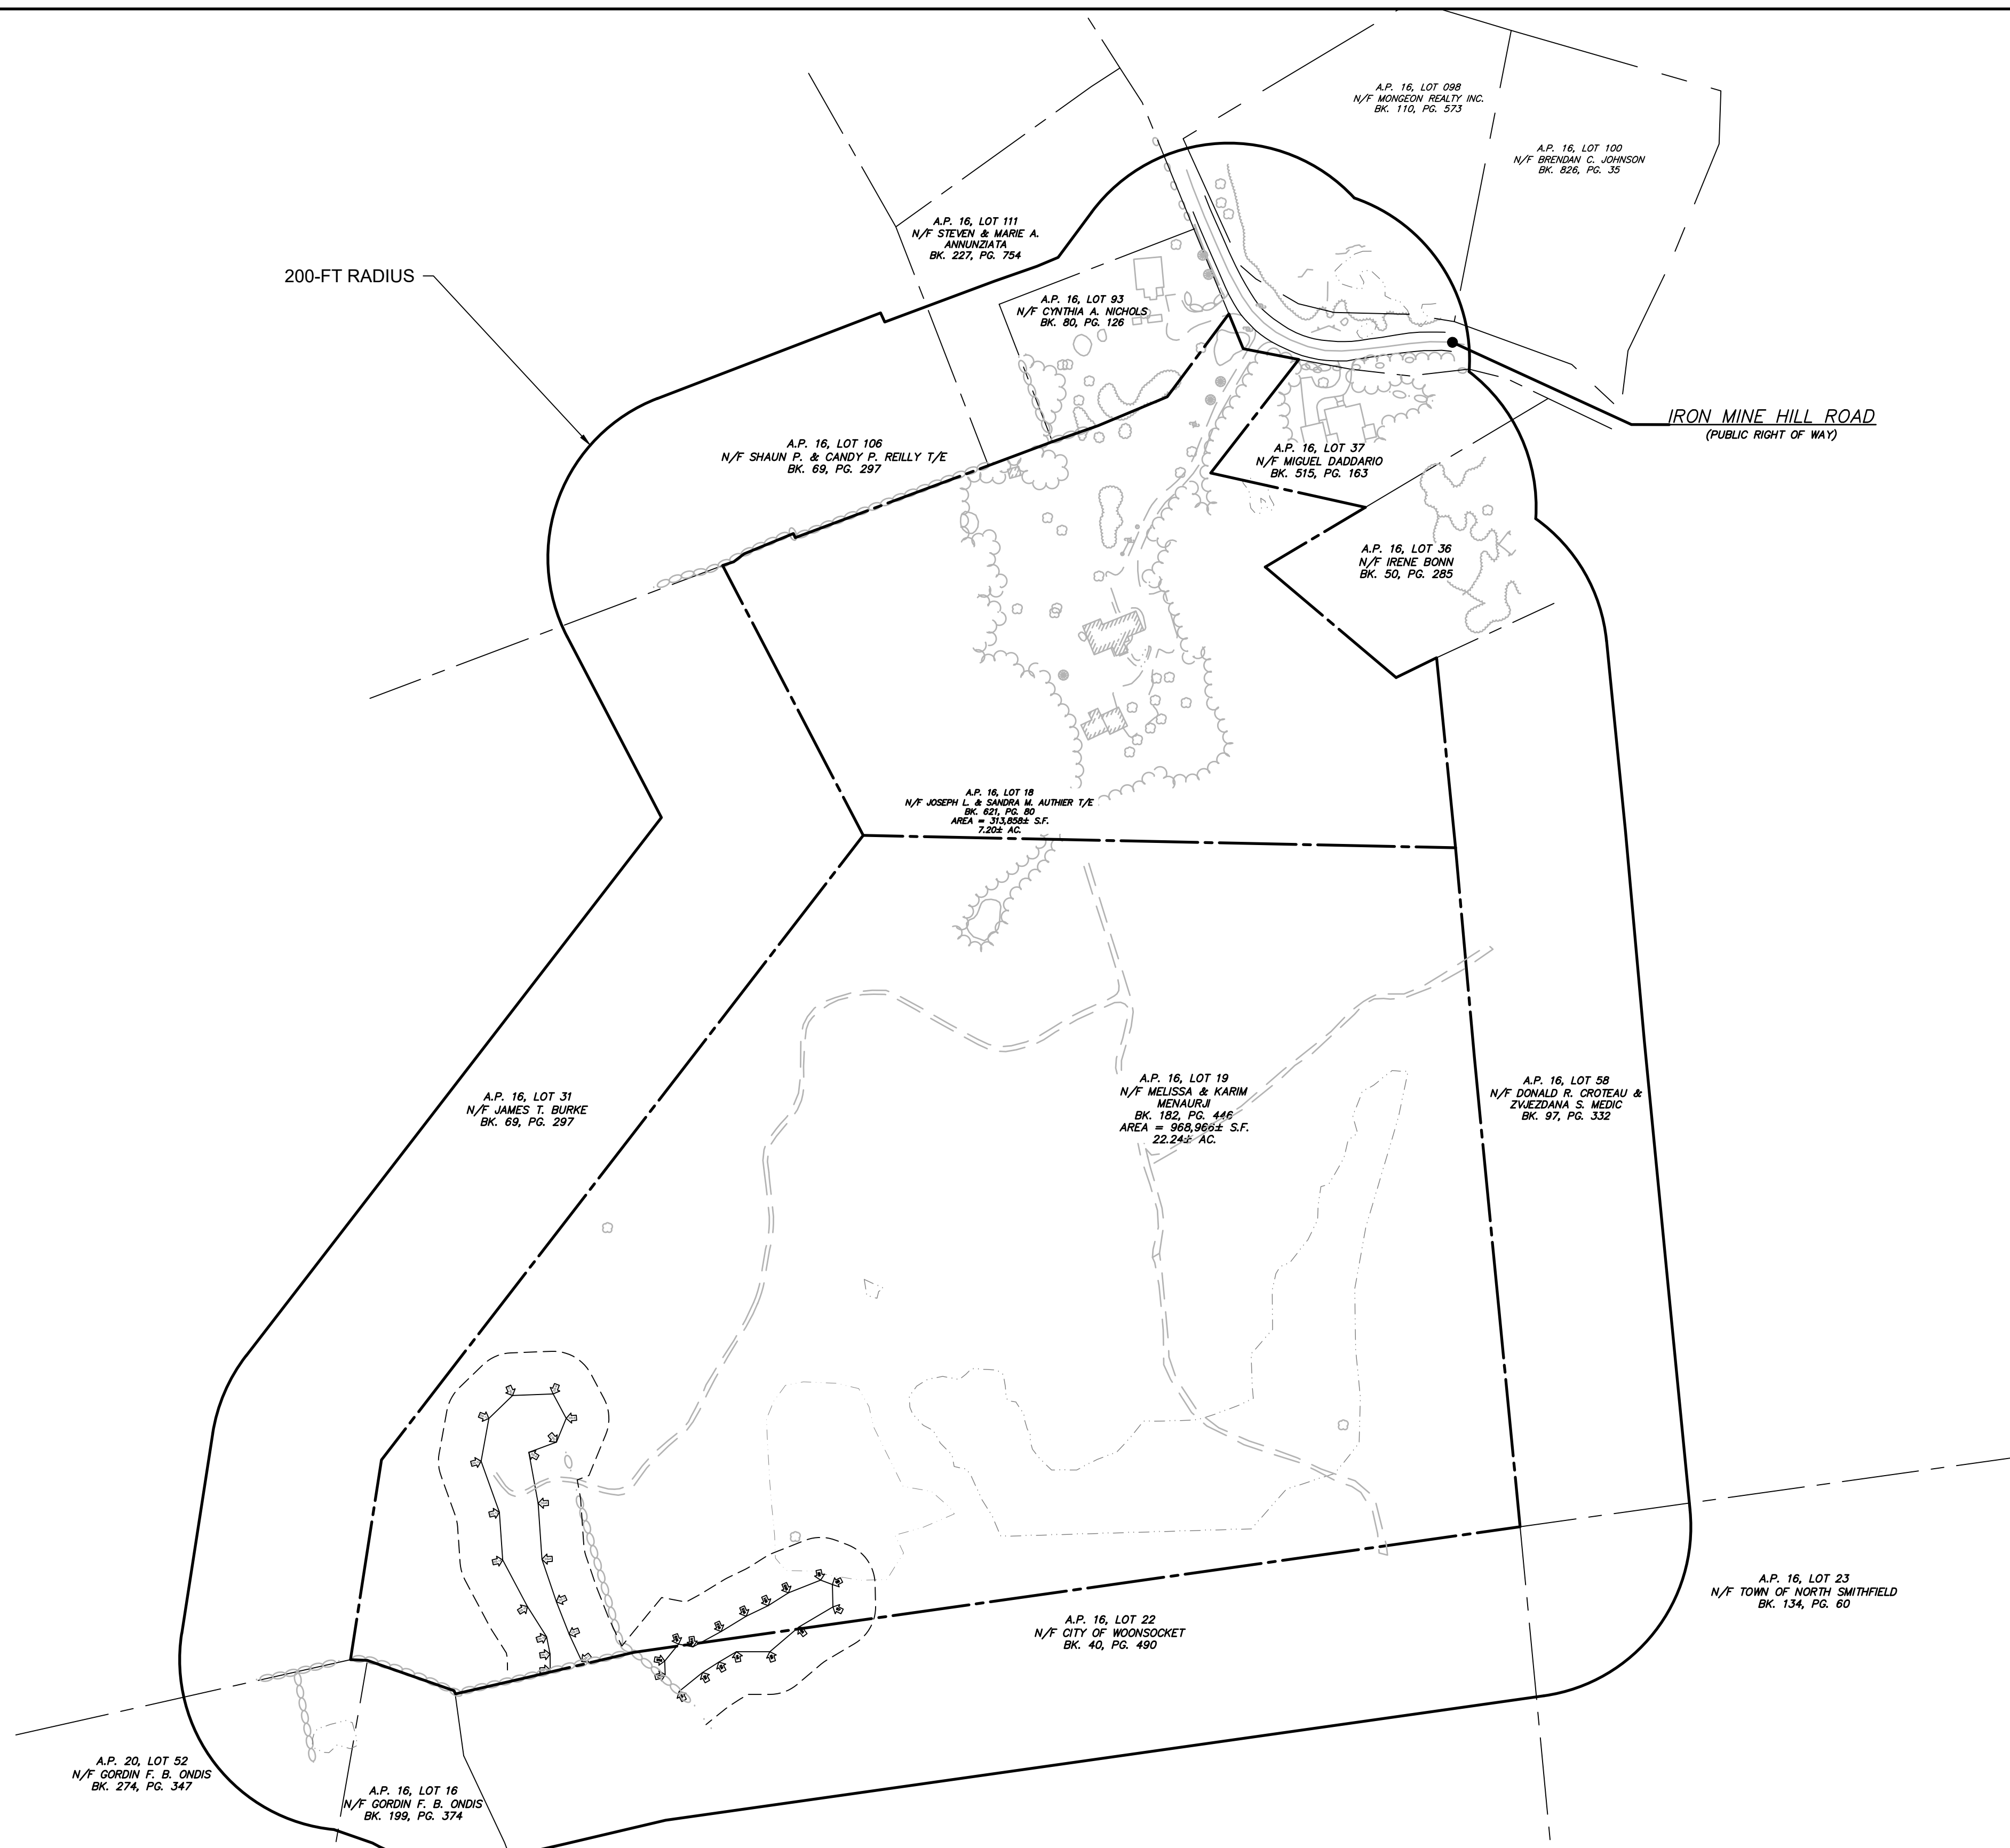 A.P. 16, LOT 098
N/F MONGEON REALTY INC.
BK. 110, PG. 573
A.P. 16, LOT 100
N/F BRENDAN C. JOHNSON
BK. 826, PG. 35
A.P. 16, LOT 111
N/F STEVEN & MARIE A.
ANNUNZIATA
BK. 227, PG. 754
200-FT RADIUS
A.P. 16, LOT 93
N/F CYNTHIA A. NICHOLS
BK. 80, PG. 126
IRON MINE HILL ROAD
(PUBLIC RIGHT OF WAY)
A.P. 16, LOT 106
N/F SHAUN P. & CANDY P. REILLY T/E
BK. 69, PG. 297
A.P. 16, LOT 37
N/F MIGUEL DADDARIO
BK. 515, PG. 163
A.P. 16, LOT 36
N/F IRENE BONN
BK. 50, PG. 285
A.P. 16, LOT 18
N/F JOSEPH L. & SANDRA M. AUTHIER T/E
BK. 621, PG. 80
AREA = 313,858± S.F.
7.20± AC.
A.P. 16, LOT 31
N/F JAMES T. BURKE
BK. 69, PG. 297
A.P. 16, LOT 19
N/F MELISSA & KARIM
MENAURJI
BK. 182, PG. 446
AREA = 968,966± S.F.
22.24± AC.
A.P. 16, LOT 58
N/F DONALD R. CROTEAU &
ZVJEZDANA S. MEDIC
BK. 97, PG. 332
A.P. 16, LOT 23
N/F TOWN OF NORTH SMITHFIELD
BK. 134, PG. 60
A.P. 16, LOT 22
N/F CITY OF WOONSOCKET
BK. 40, PG. 490
A.P. 20, LOT 52
N/F GORDIN F. B. ONDIS
BK. 274, PG. 347
A.P. 16, LOT 16
N/F GORDIN F. B. ONDIS
BK. 199, PG. 374